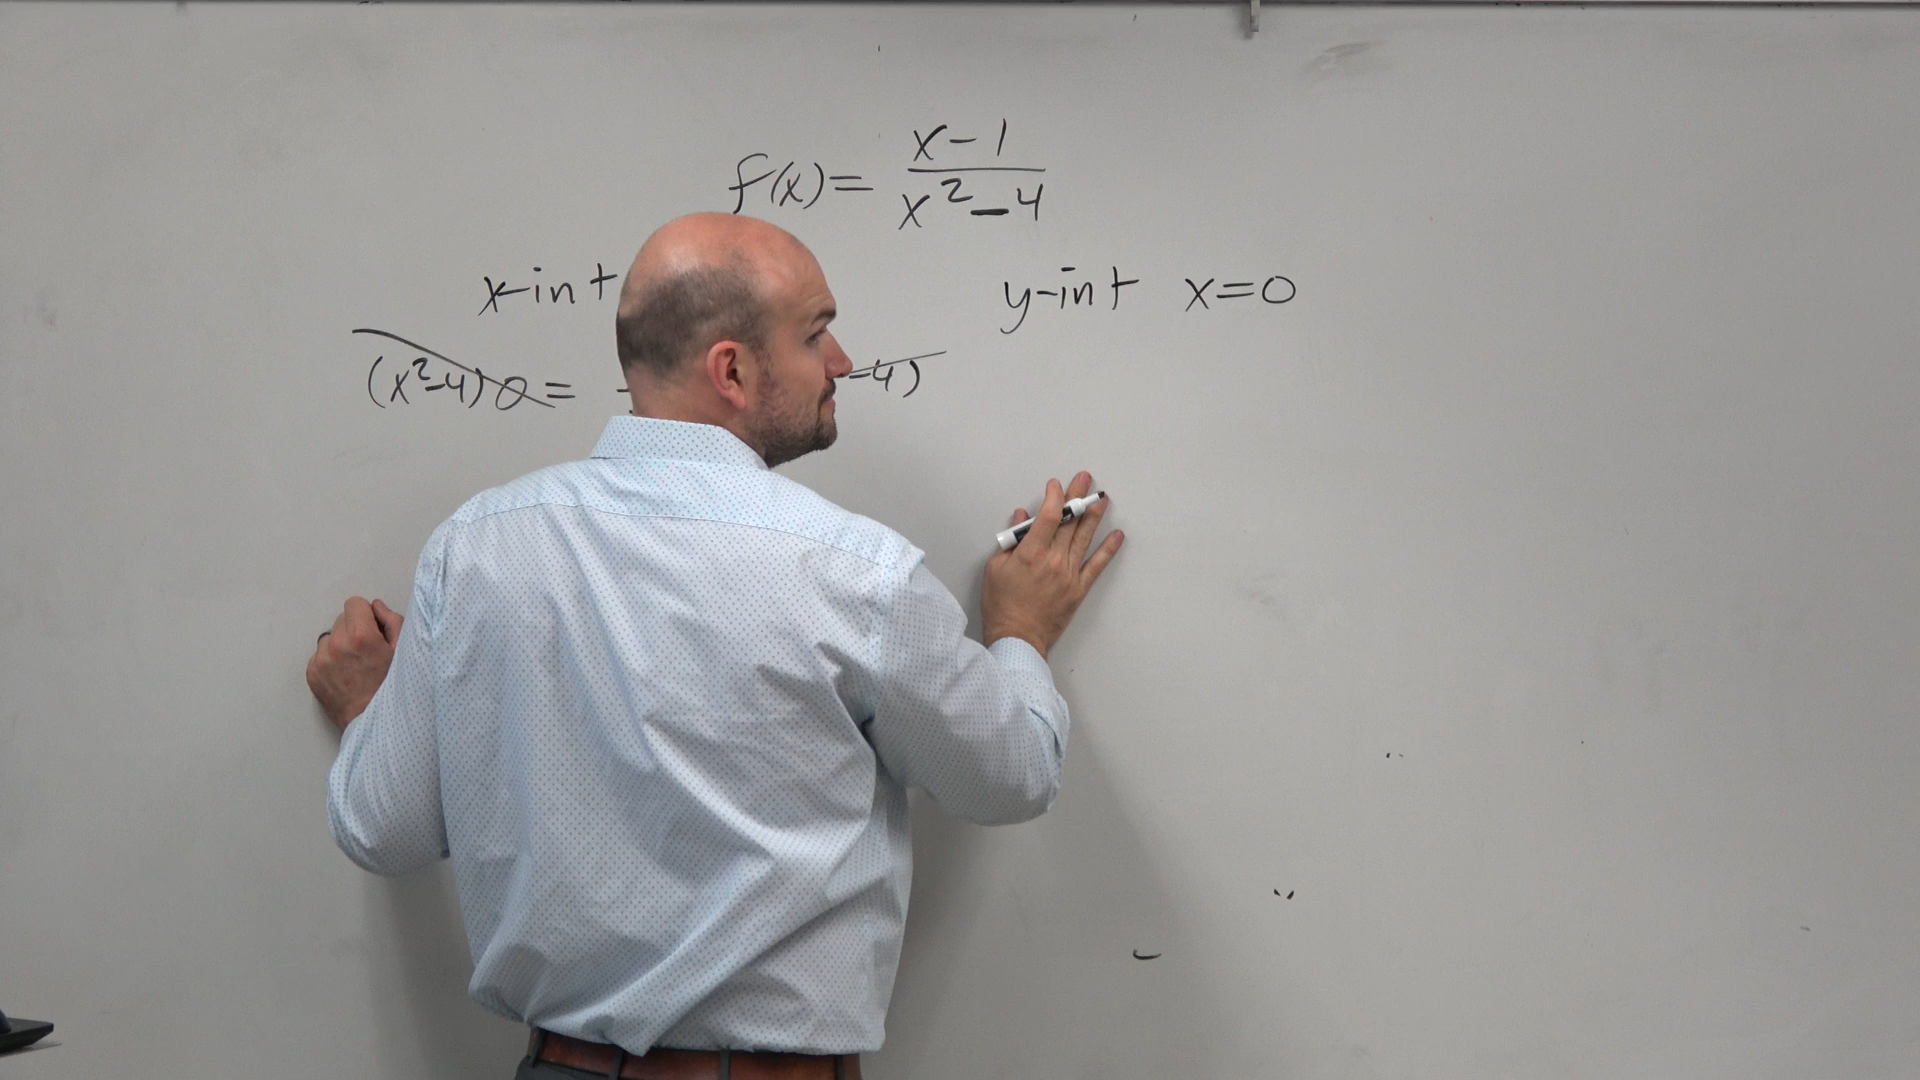 f(x) = x-1 / x²-4
x-int
y-int x=0
(x²-4) 0 =
-4)